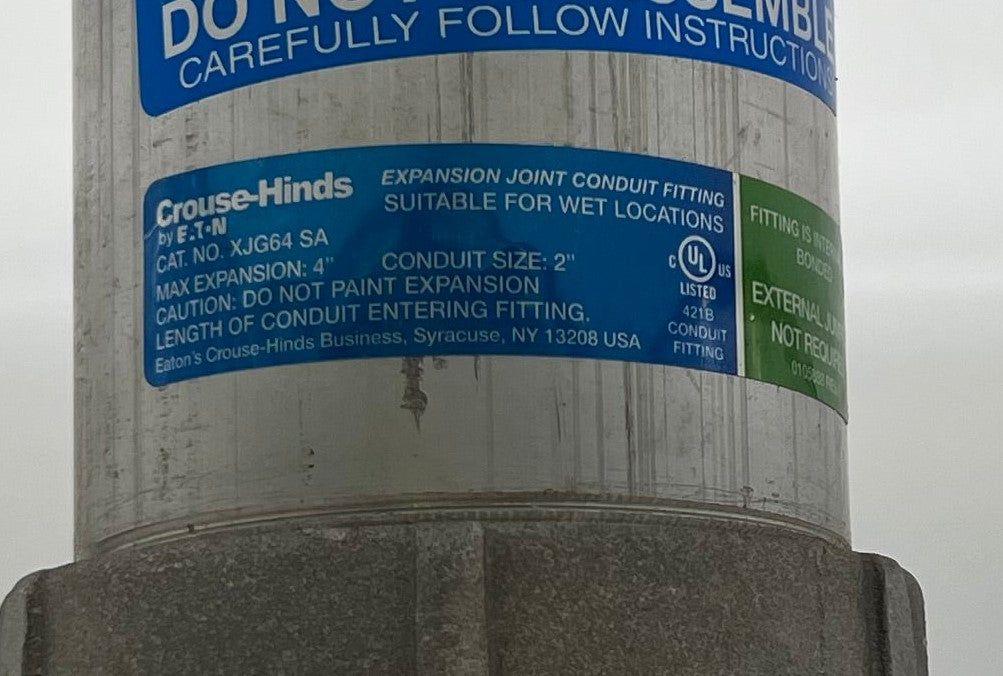 DO NOT
CAREFULLY FOLLOW INSTRUCTIONS
Crouse-Hinds
by E.T.N
EXPANSION JOINT CONDUIT FITTING
SUITABLE FOR WET LOCATIONS
CAT. NO. XJG64 SA
MAX EXPANSION: 4" CONDUIT SIZE: 2"
CAUTION: DO NOT PAINT EXPANSION
LENGTH OF CONDUIT ENTERING FITTING.
Eaton's Crouse-Hinds Business, Syracuse, NY 13208 USA
C UL US
LISTED
421B
CONDUIT
FITTING
FITTING IS
BONDED
EXTERNAL
NOT